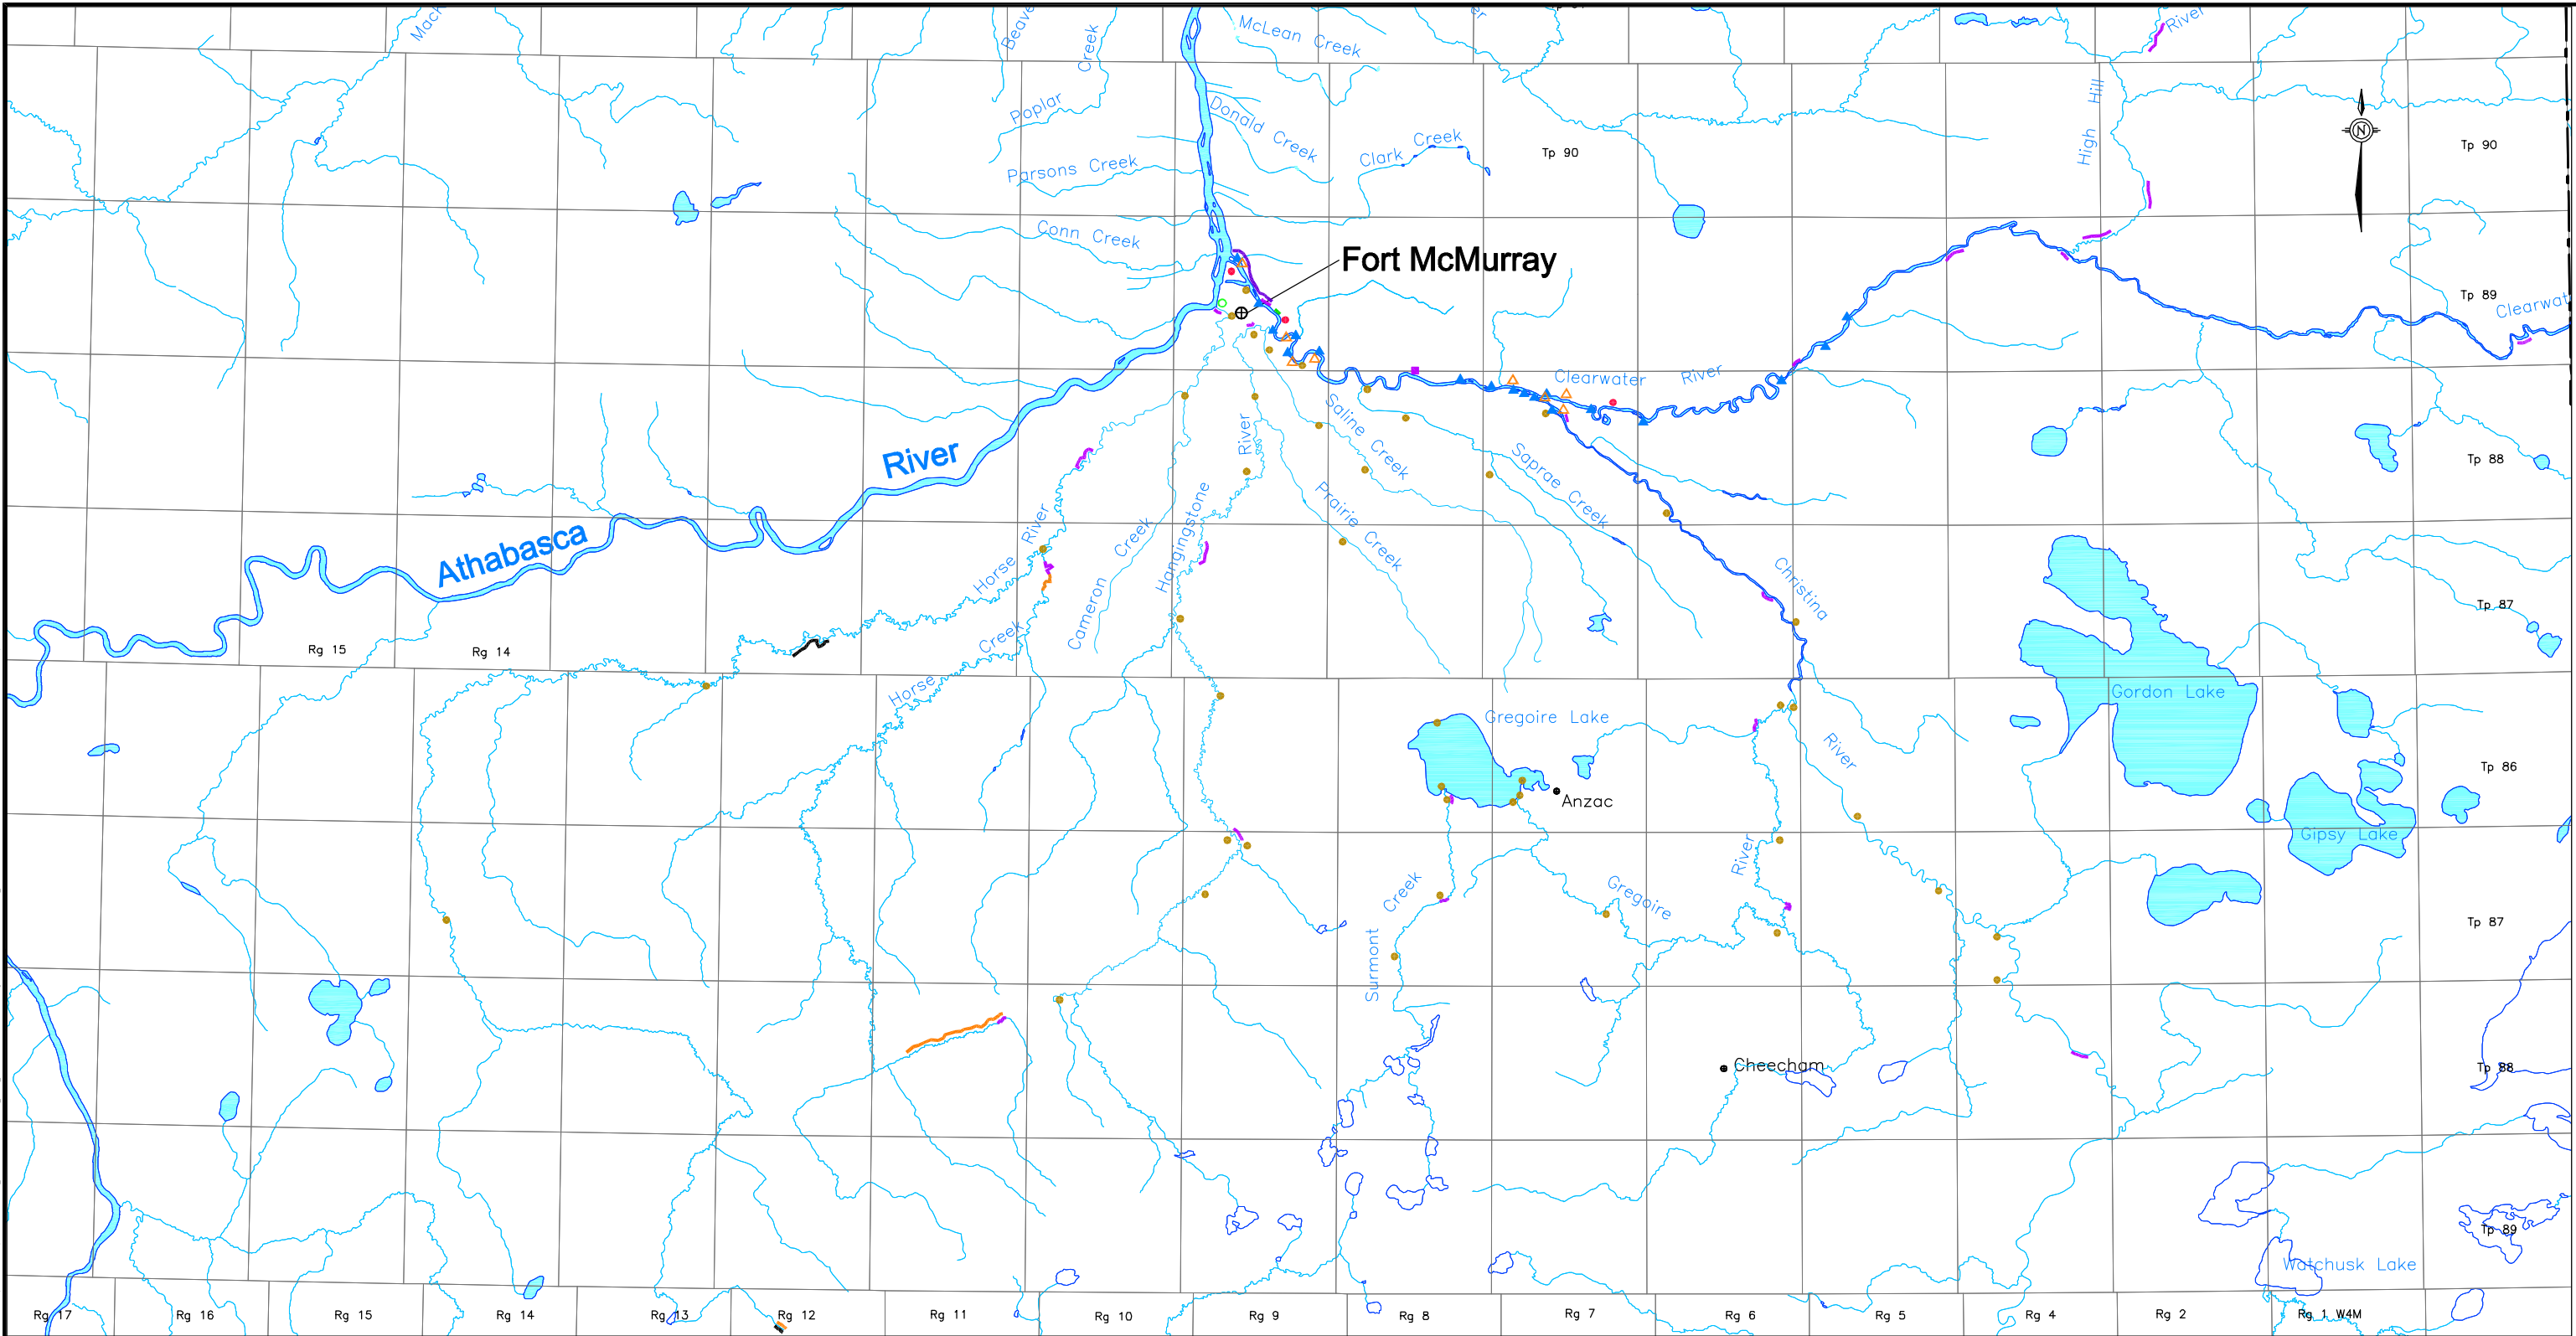 Mack
Beave
Creek
McLean Creek
er
River
Poplar
Donald Creek
Hill
High
N
Parsons Creek
Clark Creek
Tp 90
Tp 90
Conn Creek
Fort McMurray
Tp 89
Clearwat
River
Clearwater River
Saline Creek
River
Saprae Creek
Tp 88
Athabasca
Horse River
Creek
Cameron
Hangingstone
Prairie Creek
Christina
Tp 87
Rg 15
Rg 14
Creek
Horse
Gregoire Lake
Gordon Lake
River
Tp 86
Anzac
Gipsy Lake
River
Creek
Surmont
Gregoire
Tp 87
Cheecham
Tp 88
Tp 89
Watchusk Lake
Rg 17
Rg 16
Rg 15
Rg 14
Rg 13
Rg 12
Rg 11
Rg 10
Rg 9
Rg 8
Rg 7
Rg 6
Rg 5
Rg 4
Rg 2
Rg 1 W4M